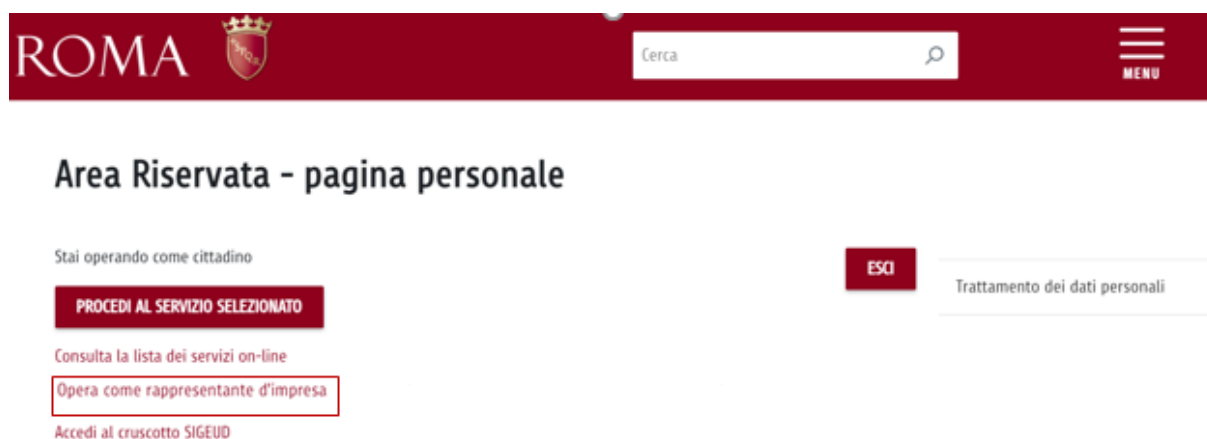 ROMA
Cerca
MENU
Area Riservata - pagina personale
Stai operando come cittadino
ESCI
PROCEDI AL SERVIZIO SELEZIONATO
Trattamento dei dati personali
Consulta la lista dei servizi on-line
Opera come rappresentante d'impresa
Accedi al cruscotto SIGEUD